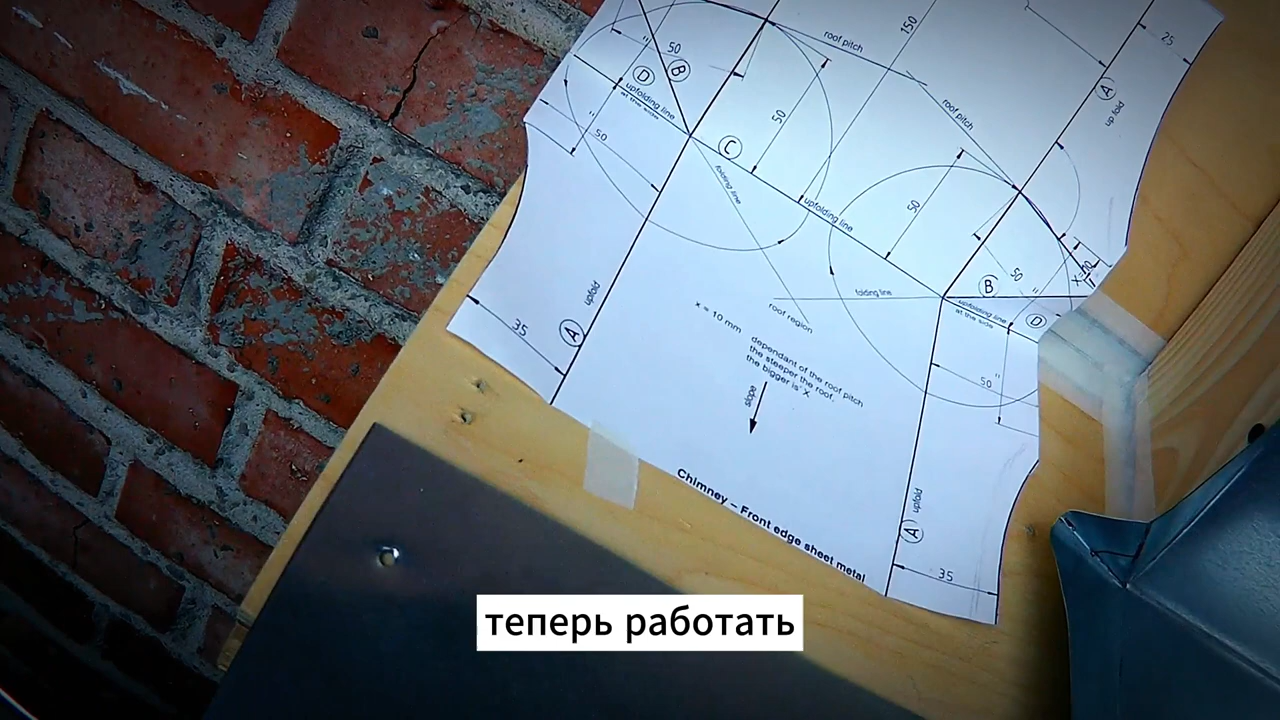 150
25
50
roof pitch
D
B
A
upfolding line
at the side
up fold
roof pitch
50
50
C
folding line
upfolding line
50
50
B
folding line
upfolding line
at the side
D
roof region
upfold
x = 10 mm
dependant of the roof pitch
the steeper the roof,
the bigger is X
35
A
slope
50
Chimney – Front edge sheet metal
upfold
A
35
теперь работать